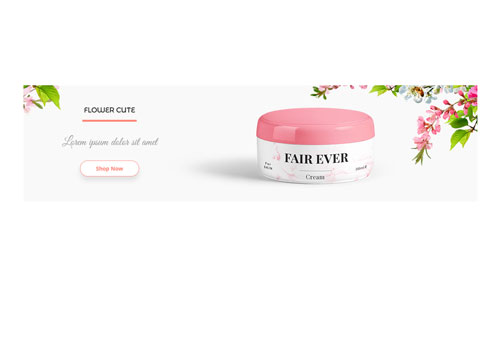 FLOWER CUTE
Lorem ipsum dolor sit amet
Shop Now
FAIR EVER
Cream